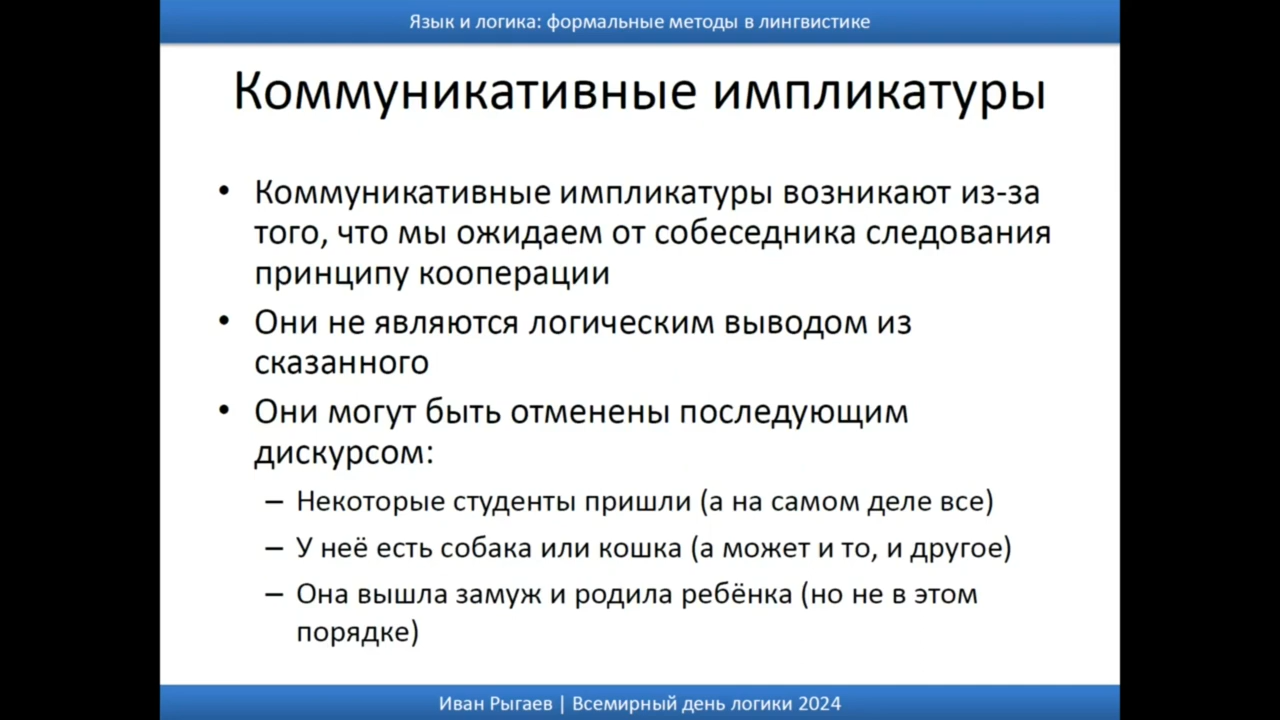 Язык и логика: формальные методы в лингвистике
Коммуникативные импликатуры
• Коммуникативные импликатуры возникают из-за
того, что мы ожидаем от собеседника следования
принципу кооперации
• Они не являются логическим выводом из
сказанного
• Они могут быть отменены последующим
дискурсом:
– Некоторые студенты пришли (а на самом деле все)
– У неё есть собака или кошка (а может и то, и другое)
– Она вышла замуж и родила ребёнка (но не в этом
порядке)
Иван Рыгаев | Всемирный день логики 2024